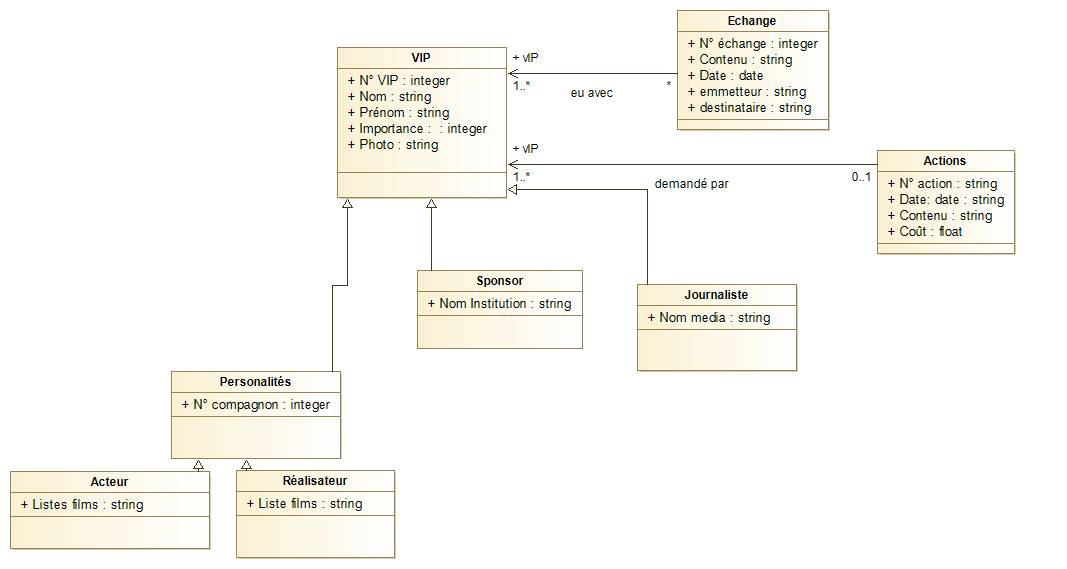 Echange
+ N° échange : integer
+ Contenu : string
+ Date : date
+ emmetteur : string
+ destinataire : string
VIP
+ N° VIP : integer
+ Nom : string
+ Prénom : string
+ Importance : : integer
+ Photo : string
+ vIP
1..*
eu avec
*
+ vIP
1..*
demandé par
0..1
Actions
+ N° action : string
+ Date: date : string
+ Contenu : string
+ Coût : float
Sponsor
+ Nom Institution : string
Journaliste
+ Nom media : string
Personalités
+ N° compagnon : integer
Acteur
+ Listes films : string
Réalisateur
+ Liste films : string